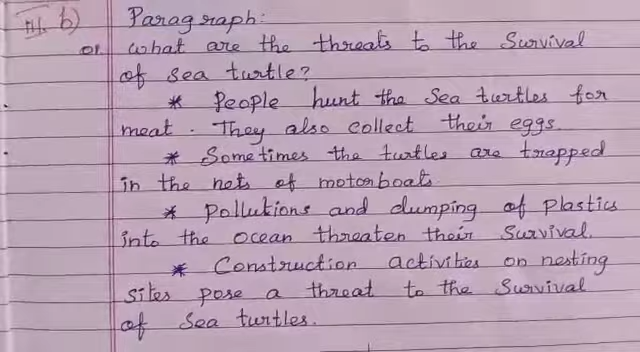 b) Paragraph:
or what are the threats to the Survival
of sea turtle?
* People hunt the Sea turtles for
meat. They also collect their eggs.
* Sometimes the turtles are trapped
in the nets of motorboats.
* Pollutions and dumping of plastics
into the ocean threaten their Survival.
* Construction activities on nesting
sites pose a threat to the Survival
of Sea turtles.